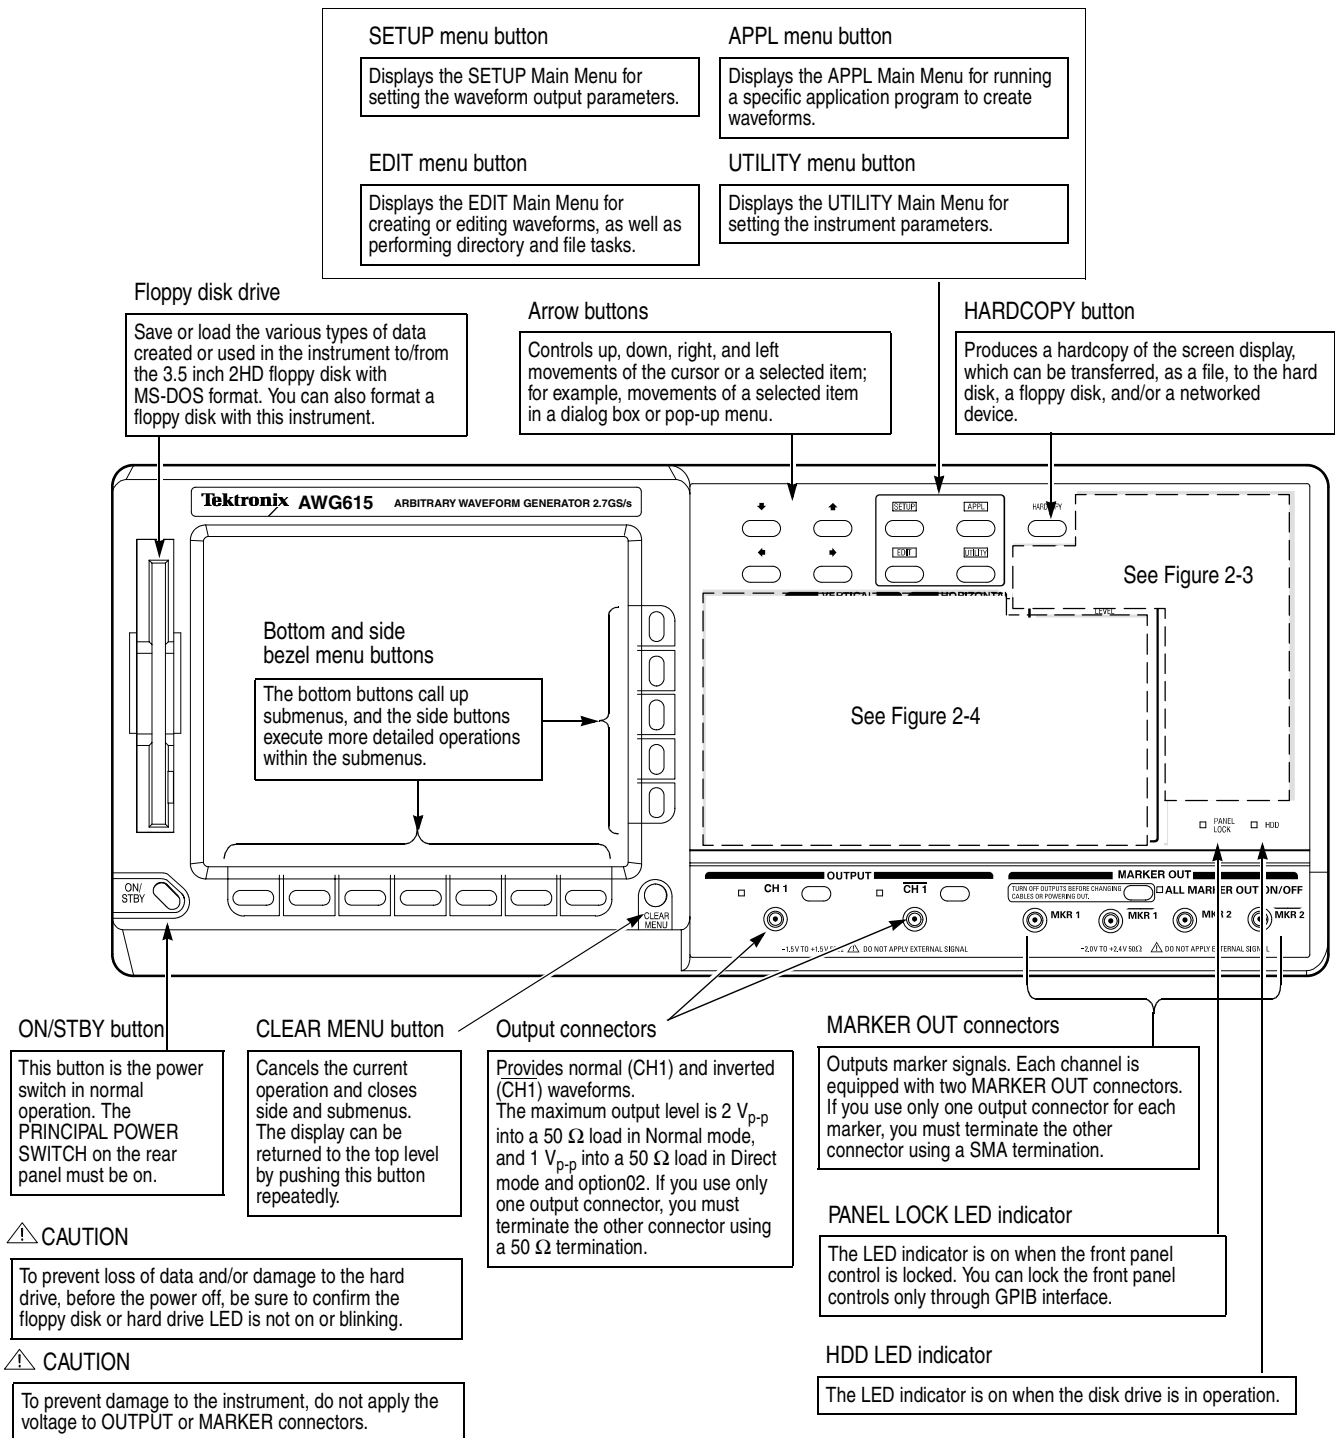 SETUP menu button
Displays the SETUP Main Menu for
setting the waveform output parameters.
APPL menu button
Displays the APPL Main Menu for running
a specific application program to create
waveforms.
EDIT menu button
Displays the EDIT Main Menu for
creating or editing waveforms, as well as
performing directory and file tasks.
UTILITY menu button
Displays the UTILITY Main Menu for
setting the instrument parameters.
Floppy disk drive
Save or load the various types of data
created or used in the instrument to/from
the 3.5 inch 2HD floppy disk with
MS-DOS format. You can also format a
floppy disk with this instrument.
Arrow buttons
Controls up, down, right, and left
movements of the cursor or a selected item;
for example, movements of a selected item
in a dialog box or pop-up menu.
HARDCOPY button
Produces a hardcopy of the screen display,
which can be transferred, as a file, to the hard
disk, a floppy disk, and/or a networked
device.
Tektronix AWG615 ARBITRARY WAVEFORM GENERATOR 2.7GS/s
SETUP
APPL
HARDCOPY
EDIT
UTILITY
See Figure 2-3
VERTICAL
HORIZONTAL
LEVEL
Bottom and side
bezel menu buttons
The bottom buttons call up
submenus, and the side buttons
execute more detailed operations
within the submenus.
See Figure 2-4
PANEL
LOCK
HDD
ON/
STBY
CLEAR
MENU
OUTPUT
CH 1
C̅H̅ ̅1̅
MARKER OUT
TURN OFF OUTPUTS BEFORE CHANGING
CABLES OR POWERING OUT.
ALL MARKER OUT ON/OFF
MKR 1
M̅K̅R̅ ̅1̅
MKR 2
M̅K̅R̅ ̅2̅
-1.5V TO +1.5V 50Ω ⚠ DO NOT APPLY EXTERNAL SIGNAL
-2.0V TO +2.4V 50Ω ⚠ DO NOT APPLY EXTERNAL SIGNAL
ON/STBY button
This button is the power
switch in normal
operation. The
PRINCIPAL POWER
SWITCH on the rear
panel must be on.
CLEAR MENU button
Cancels the current
operation and closes
side and submenus.
The display can be
returned to the top level
by pushing this button
repeatedly.
Output connectors
Provides normal (CH1) and inverted
(C̅H̅1̅) waveforms.
The maximum output level is 2 Vp-p
into a 50 Ω load in Normal mode,
and 1 Vp-p into a 50 Ω load in Direct
mode and option02. If you use only
one output connector, you must
terminate the other connector using
a 50 Ω termination.
MARKER OUT connectors
Outputs marker signals. Each channel is
equipped with two MARKER OUT connectors.
If you use only one output connector for each
marker, you must terminate the other
connector using a SMA termination.
PANEL LOCK LED indicator
The LED indicator is on when the front panel
control is locked. You can lock the front panel
controls only through GPIB interface.
HDD LED indicator
The LED indicator is on when the disk drive is in operation.
⚠ CAUTION
To prevent loss of data and/or damage to the hard
drive, before the power off, be sure to confirm the
floppy disk or hard drive LED is not on or blinking.
⚠ CAUTION
To prevent damage to the instrument, do not apply the
voltage to OUTPUT or MARKER connectors.